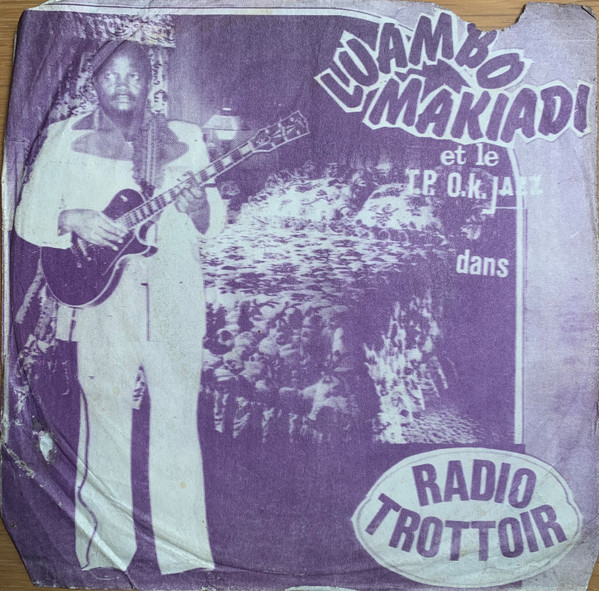 LUAMBO
MAKIADI
et le
T.P. O.k. jAZZ
dans
RADIO
TROTTOIR